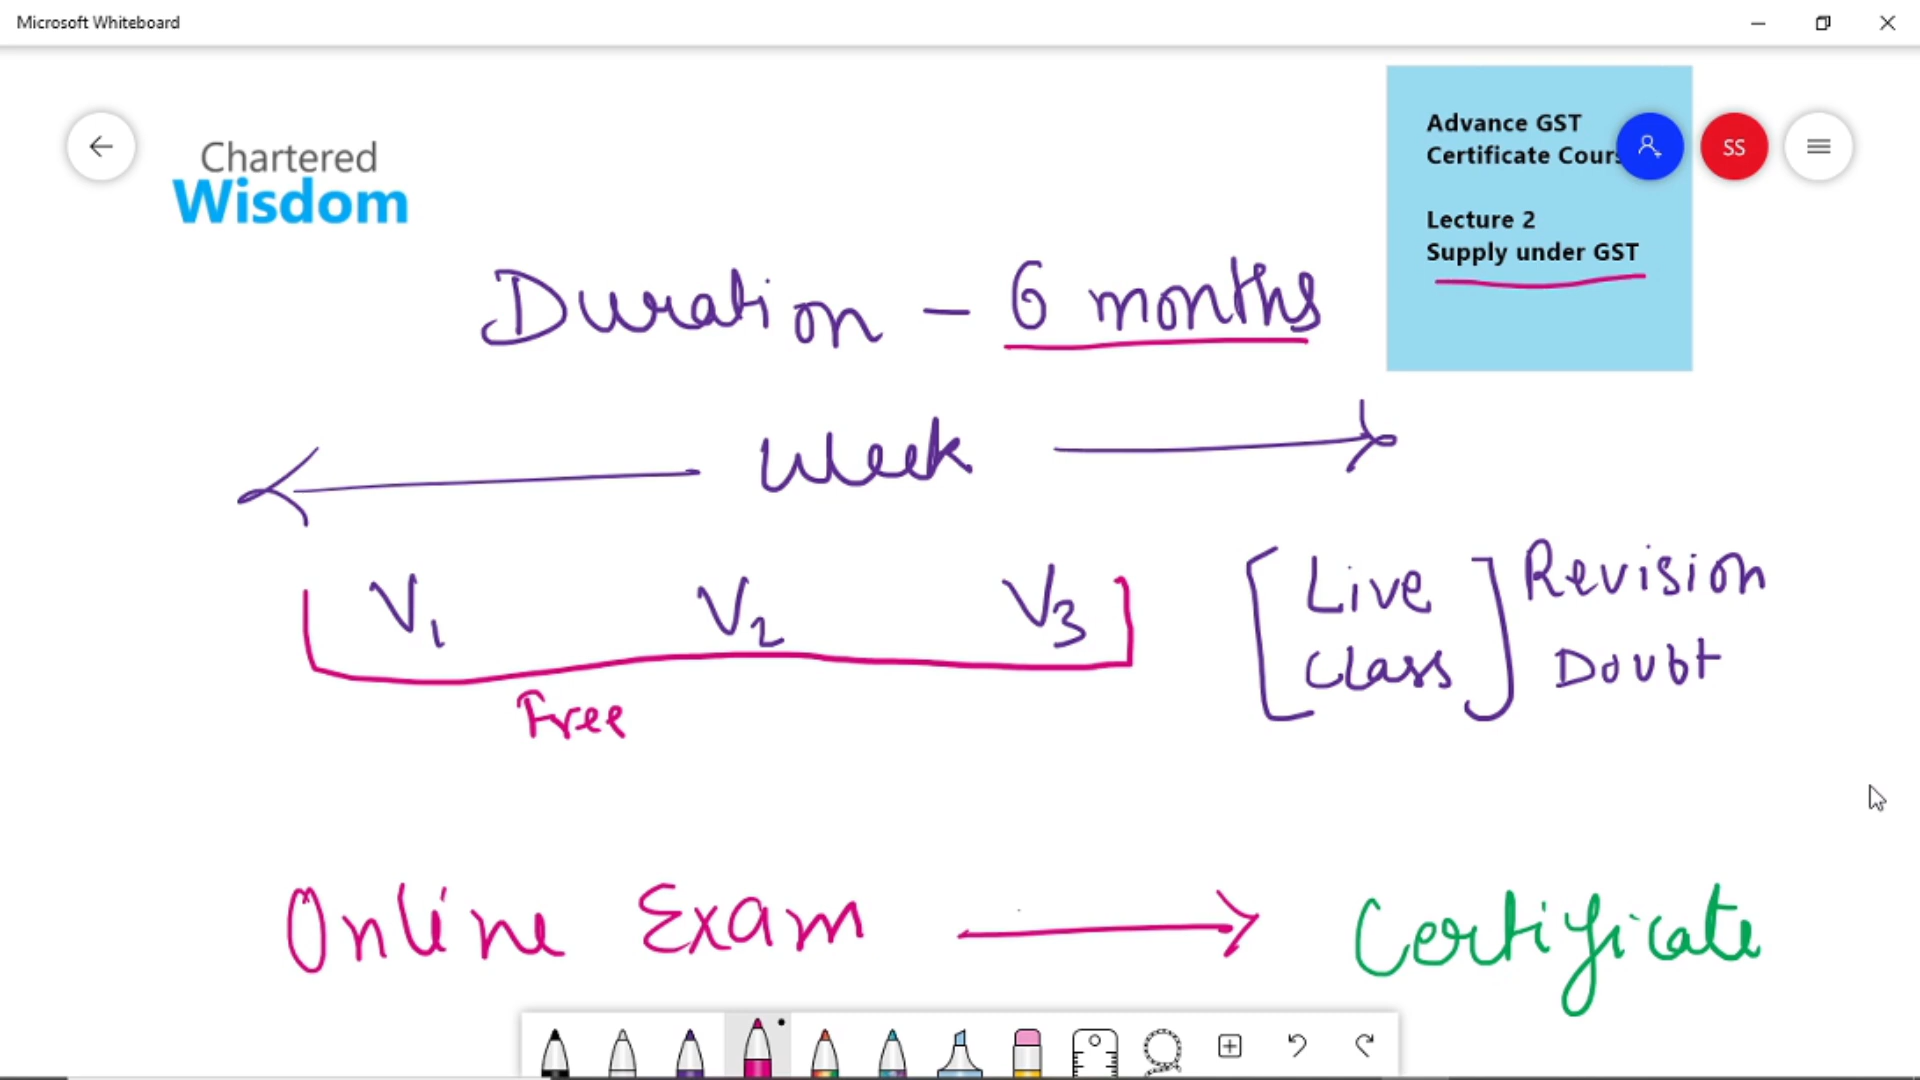 Microsoft Whiteboard
Chartered
Wisdom
Advance GST
Certificate Cours
Lecture 2
Supply under GST
SS
Duration - 6 months
Week
V1 V2 V3
Free
[Live Class] Revision
Doubt
Online Exam → Certificate